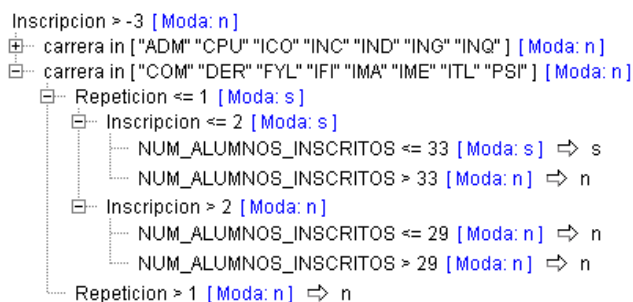 Inscripcion > -3 [Moda: n]
carrera in ["ADM" "CPU" "ICO" "INC" "IND" "ING" "INQ" ] [Moda: n]
carrera in ["COM" "DER" "FYL" "IFI" "IMA" "IME" "ITL" "PSI" ] [Moda: n]
Repeticion <= 1 [Moda: s]
Inscripcion <= 2 [Moda: s]
NUM_ALUMNOS_INSCRITOS <= 33 [Moda: s] ⇨ s
NUM_ALUMNOS_INSCRITOS > 33 [Moda: n] ⇨ n
Inscripcion > 2 [Moda: n]
NUM_ALUMNOS_INSCRITOS <= 29 [Moda: n] ⇨ n
NUM_ALUMNOS_INSCRITOS > 29 [Moda: n] ⇨ n
Repeticion > 1 [Moda: n] ⇨ n